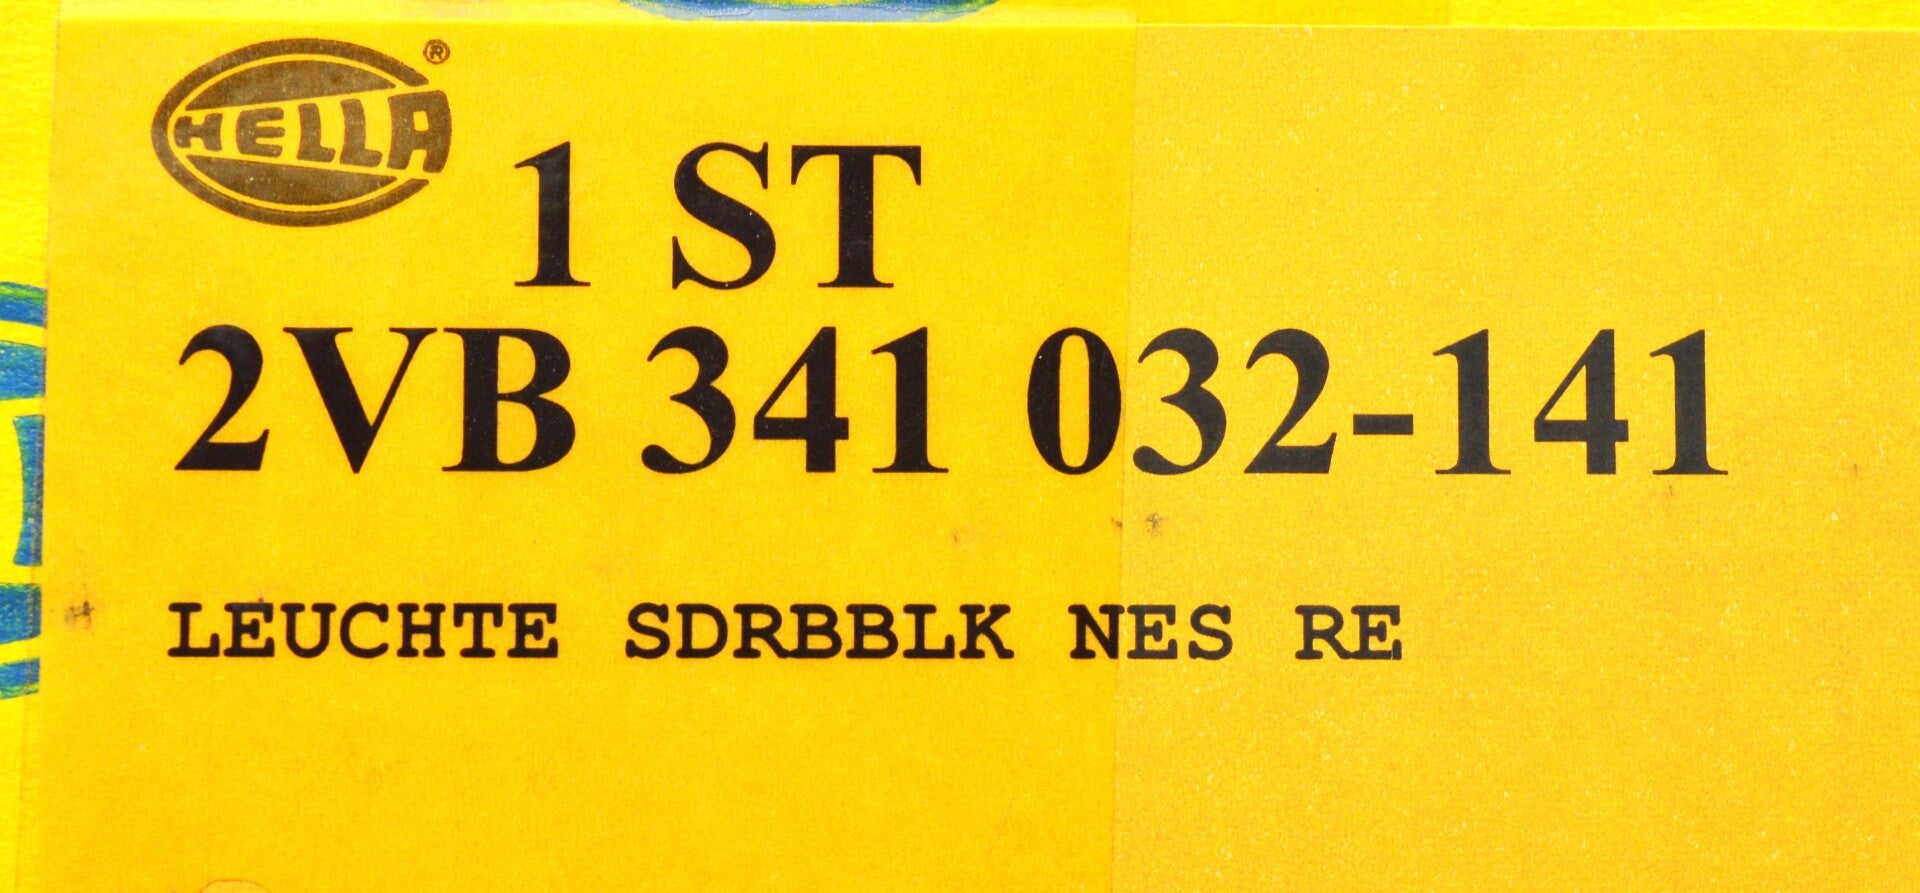 HELLA®
1 ST
2VB 341 032-141
LEUCHTE SDRBBLK NES RE